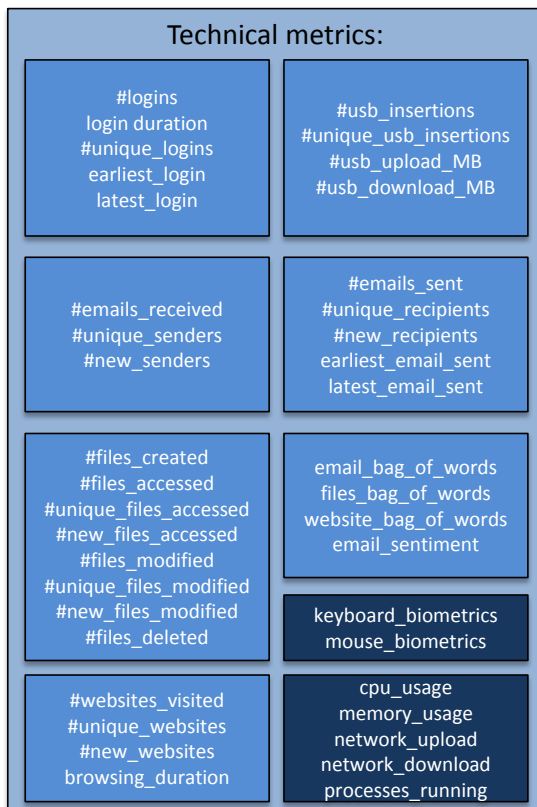 Technical metrics:
#logins
login duration
#unique_logins
earliest_login
latest_login
#usb_insertions
#unique_usb_insertions
#usb_upload_MB
#usb_download_MB
#emails_received
#unique_senders
#new_senders
#emails_sent
#unique_recipients
#new_recipients
earliest_email_sent
latest_email_sent
#files_created
#files_accessed
#unique_files_accessed
#new_files_accessed
#files_modified
#unique_files_modified
#new_files_modified
#files_deleted
email_bag_of_words
files_bag_of_words
website_bag_of_words
email_sentiment
keyboard_biometrics
mouse_biometrics
#websites_visited
#unique_websites
#new_websites
browsing_duration
cpu_usage
memory_usage
network_upload
network_download
processes_running